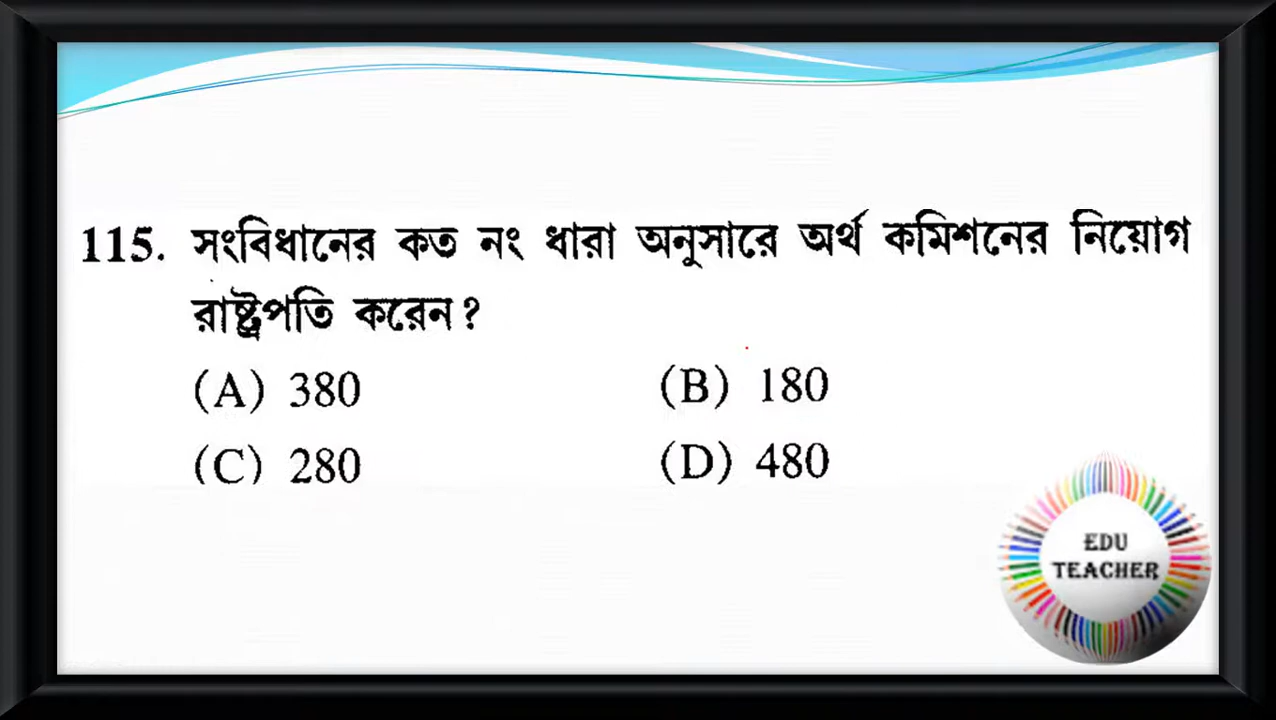 115. সংবিধানের কত নং ধারা অনুসারে অর্থ কমিশনের নিয়োগ
রাষ্ট্রপতি করেন?
(A) 380 (B) 180
(C) 280 (D) 480
EDU
TEACHER